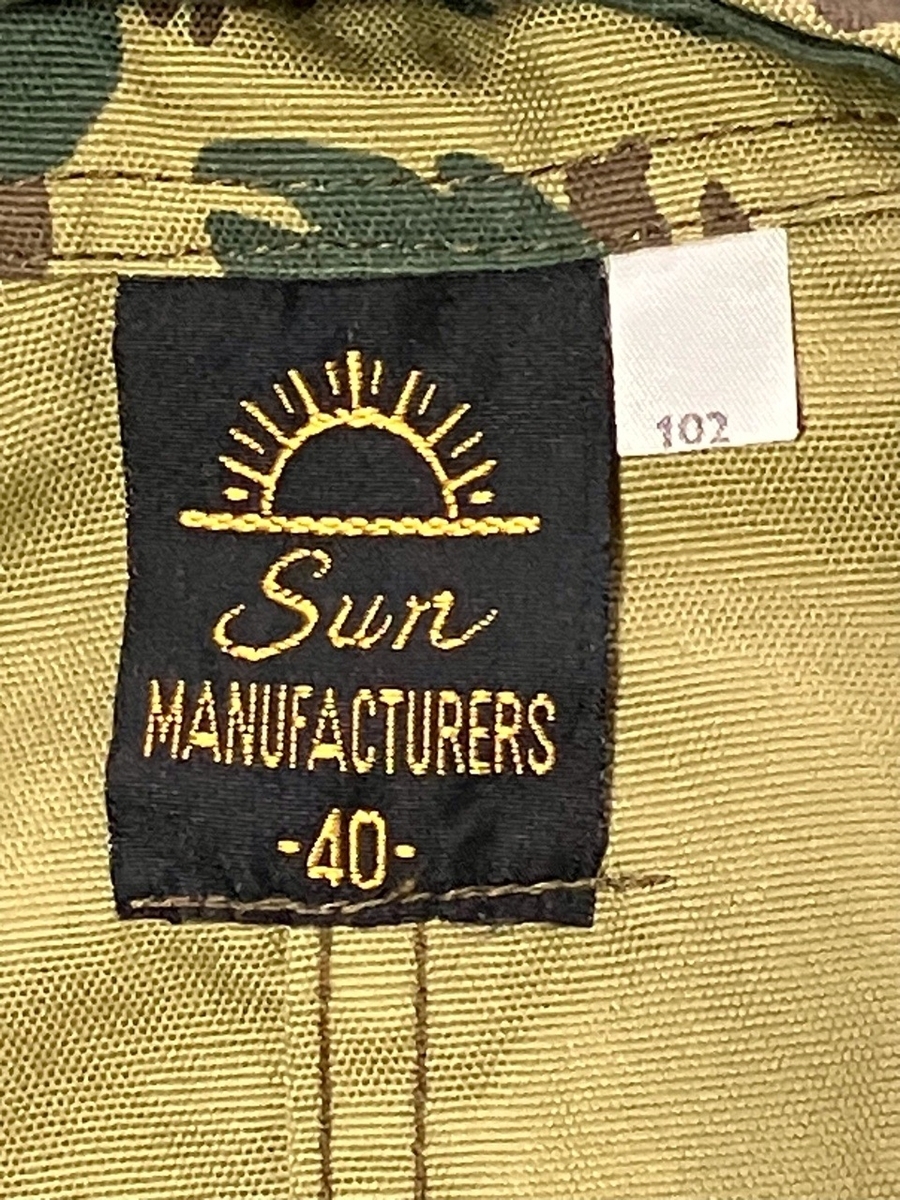 102
Sun
MANUFACTURERS
-40-